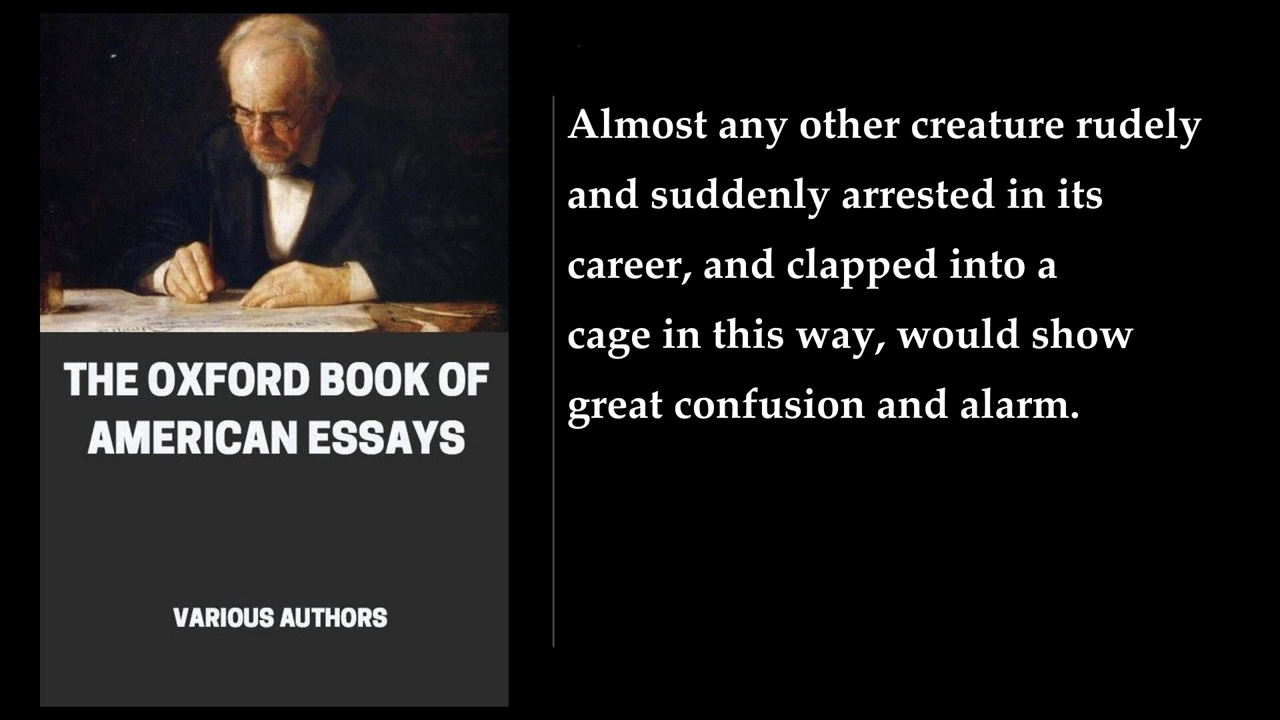 THE OXFORD BOOK OF
AMERICAN ESSAYS
VARIOUS AUTHORS
Almost any other creature rudely
and suddenly arrested in its
career, and clapped into a
cage in this way, would show
great confusion and alarm.